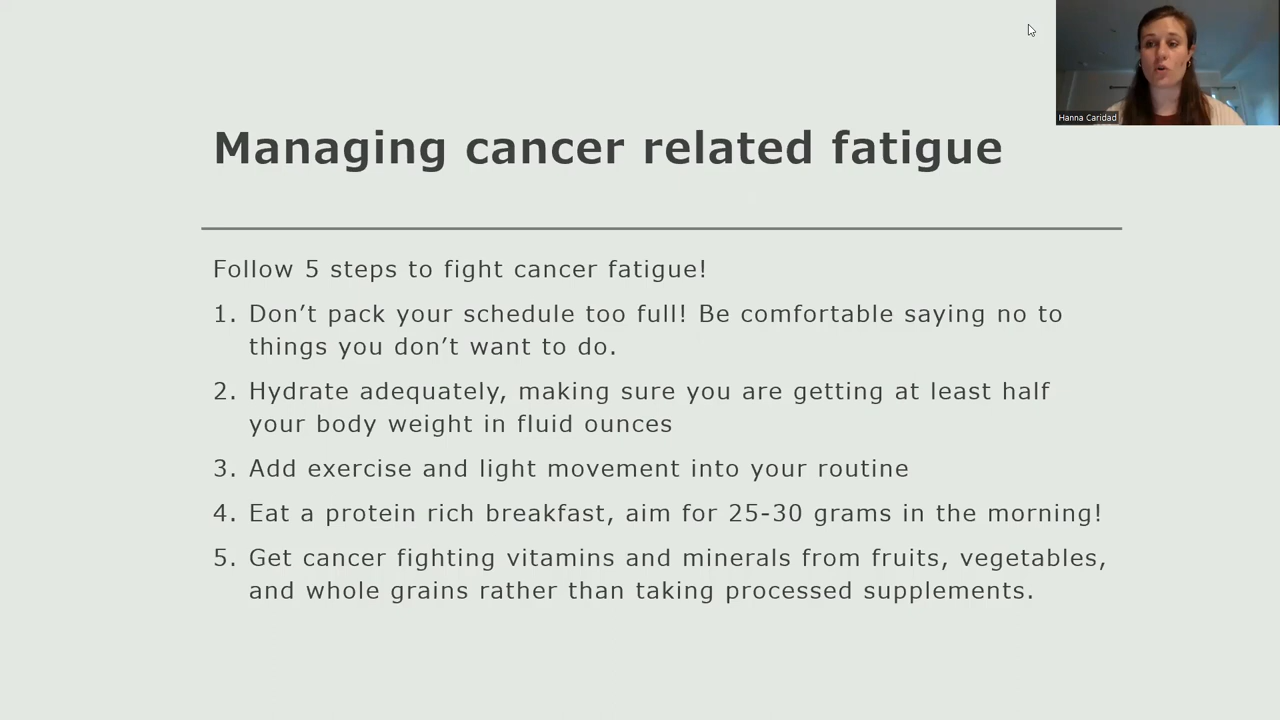 Hanna Caridad
Managing cancer related fatigue
Follow 5 steps to fight cancer fatigue!
1. Don’t pack your schedule too full! Be comfortable saying no to
things you don’t want to do.
2. Hydrate adequately, making sure you are getting at least half
your body weight in fluid ounces
3. Add exercise and light movement into your routine
4. Eat a protein rich breakfast, aim for 25-30 grams in the morning!
5. Get cancer fighting vitamins and minerals from fruits, vegetables,
and whole grains rather than taking processed supplements.